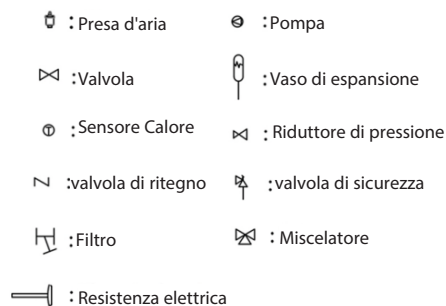 : Presa d'aria
: Pompa
: Valvola
: Vaso di espansione
: Sensore Calore
: Riduttore di pressione
:valvola di ritegno
:valvola di sicurezza
:Filtro
: Miscelatore
: Resistenza elettrica